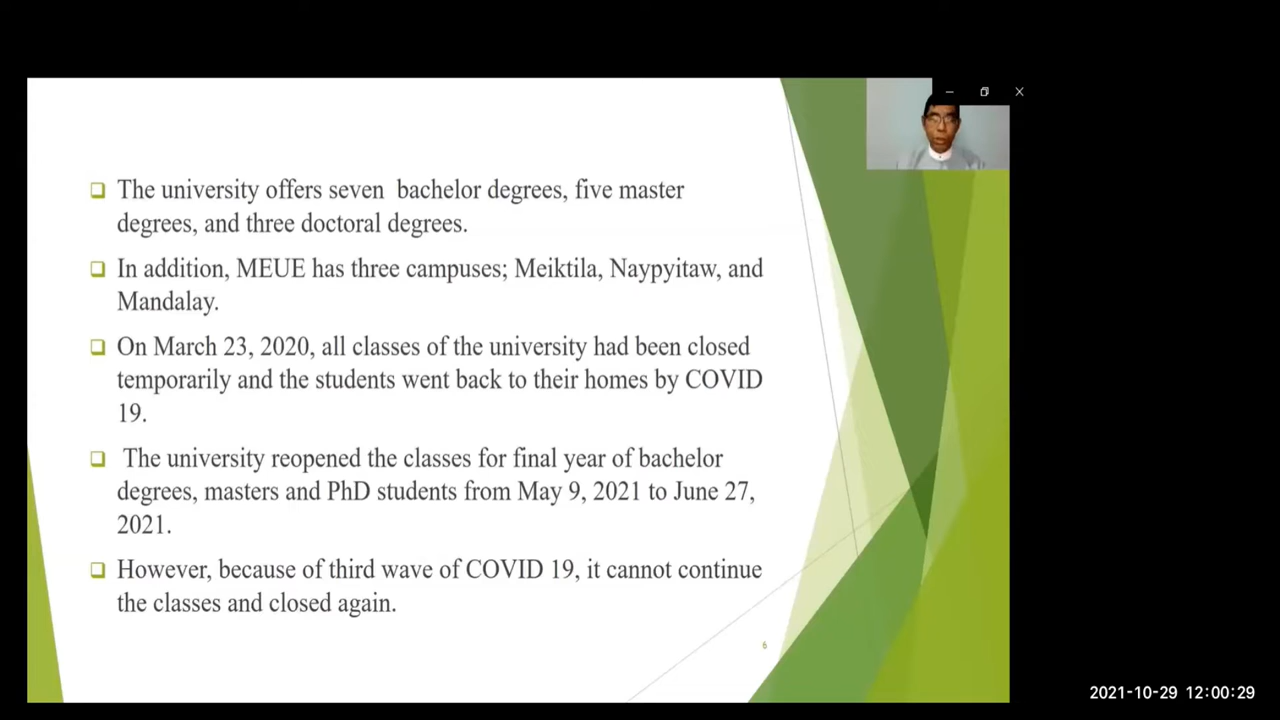 The university offers seven  bachelor degrees, five master
degrees, and three doctoral degrees.
In addition, MEUE has three campuses; Meiktila, Naypyitaw, and
Mandalay.
On March 23, 2020, all classes of the university had been closed
temporarily and the students went back to their homes by COVID
19.
The university reopened the classes for final year of bachelor
degrees, masters and PhD students from May 9, 2021 to June 27,
2021.
However, because of third wave of COVID 19, it cannot continue
the classes and closed again.
6
2021-10-29 12:00:29